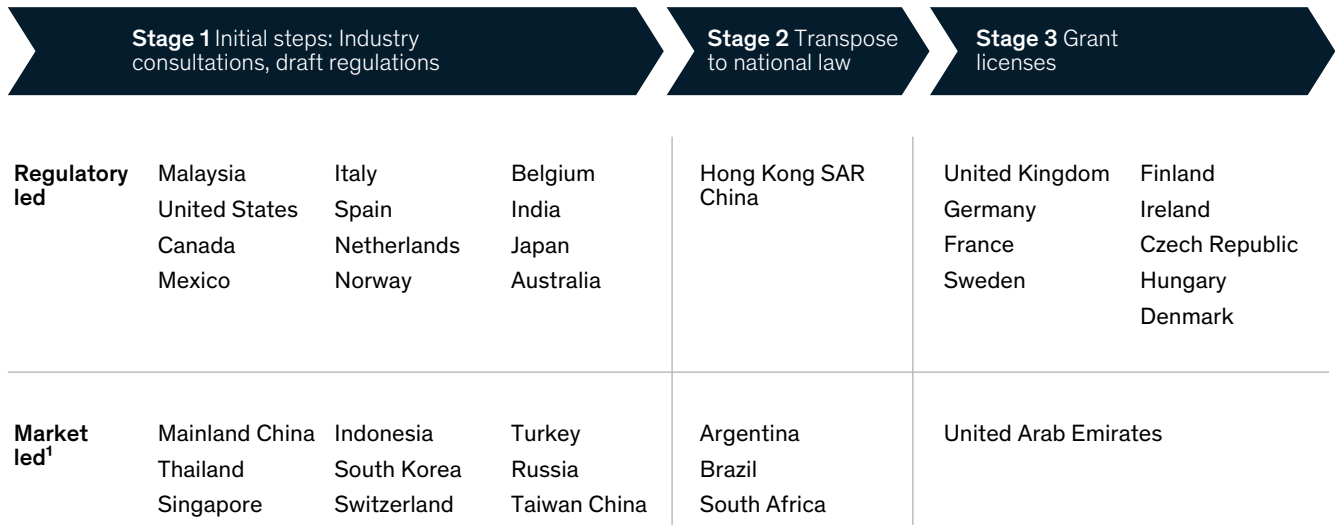 Stage 1 Initial steps: Industry
consultations, draft regulations
Stage 2 Transpose
to national law
Stage 3 Grant
licenses
Regulatory
led
Malaysia
United States
Canada
Mexico
Italy
Spain
Netherlands
Norway
Belgium
India
Japan
Australia
Hong Kong SAR
China
United Kingdom
Germany
France
Sweden
Finland
Ireland
Czech Republic
Hungary
Denmark
Market
led¹
Mainland China
Thailand
Singapore
Indonesia
South Korea
Switzerland
Turkey
Russia
Taiwan China
Argentina
Brazil
South Africa
United Arab Emirates